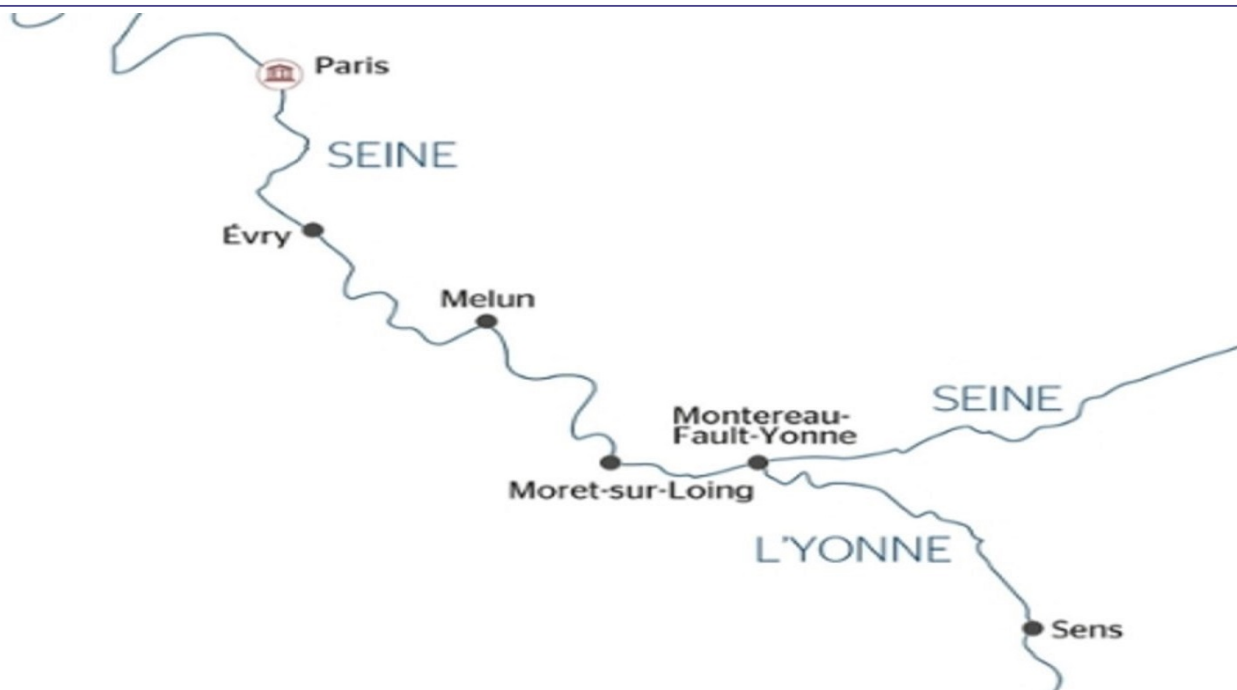 Paris
SEINE
Évry
Melun
SEINE
Montereau-
Fault-Yonne
Moret-sur-Loing
L'YONNE
Sens